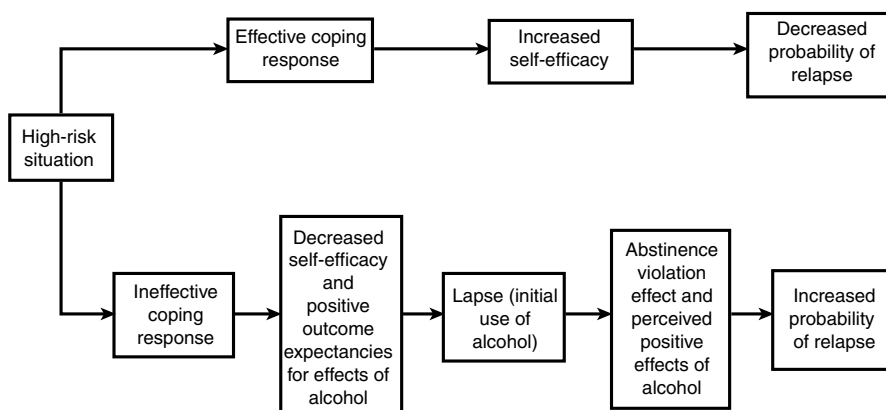 Effective coping
response
Increased
self-efficacy
Decreased
probability of
relapse
High-risk
situation
Ineffective
coping
response
Decreased
self-efficacy
and
positive
outcome
expectancies
for effects of
alcohol
Lapse (initial
use of
alcohol)
Abstinence
violation
effect and
perceived
positive
effects of
alcohol
Increased
probability
of relapse